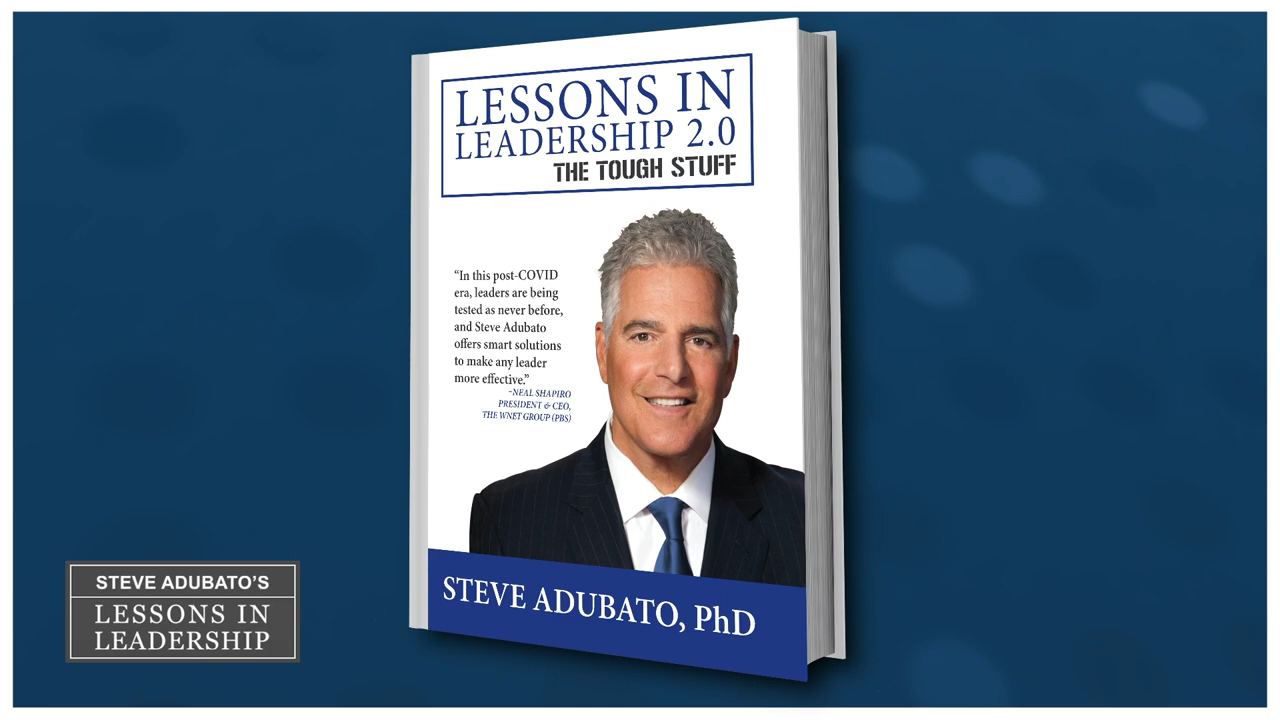 LESSONS IN
LEADERSHIP 2.0
THE TOUGH STUFF
“In this post-COVID
era, leaders are being
tested as never before,
and Steve Adubato
offers smart solutions
to make any leader
more effective.”
~NEAL SHAPIRO
PRESIDENT & CEO,
THE WNET GROUP (PBS)
STEVE ADUBATO, PhD
STEVE ADUBATO’S
LESSONS IN
LEADERSHIP